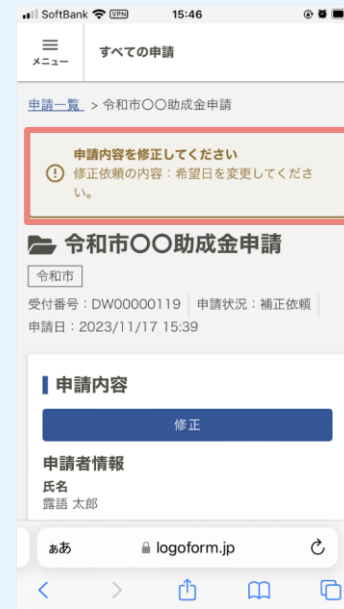 SoftBank VPN 15:46
メニュー
すべての申請
申請一覧 > 令和市〇〇助成金申請
申請内容を修正してください
修正依頼の内容：希望日を変更してくださ
い。
令和市〇〇助成金申請
令和市
受付番号：DW00000119 申請状況：補正依頼
申請日：2023/11/17 15:39
申請内容
修正
申請者情報
氏名
露語 太郎
ぁあ logoform.jp